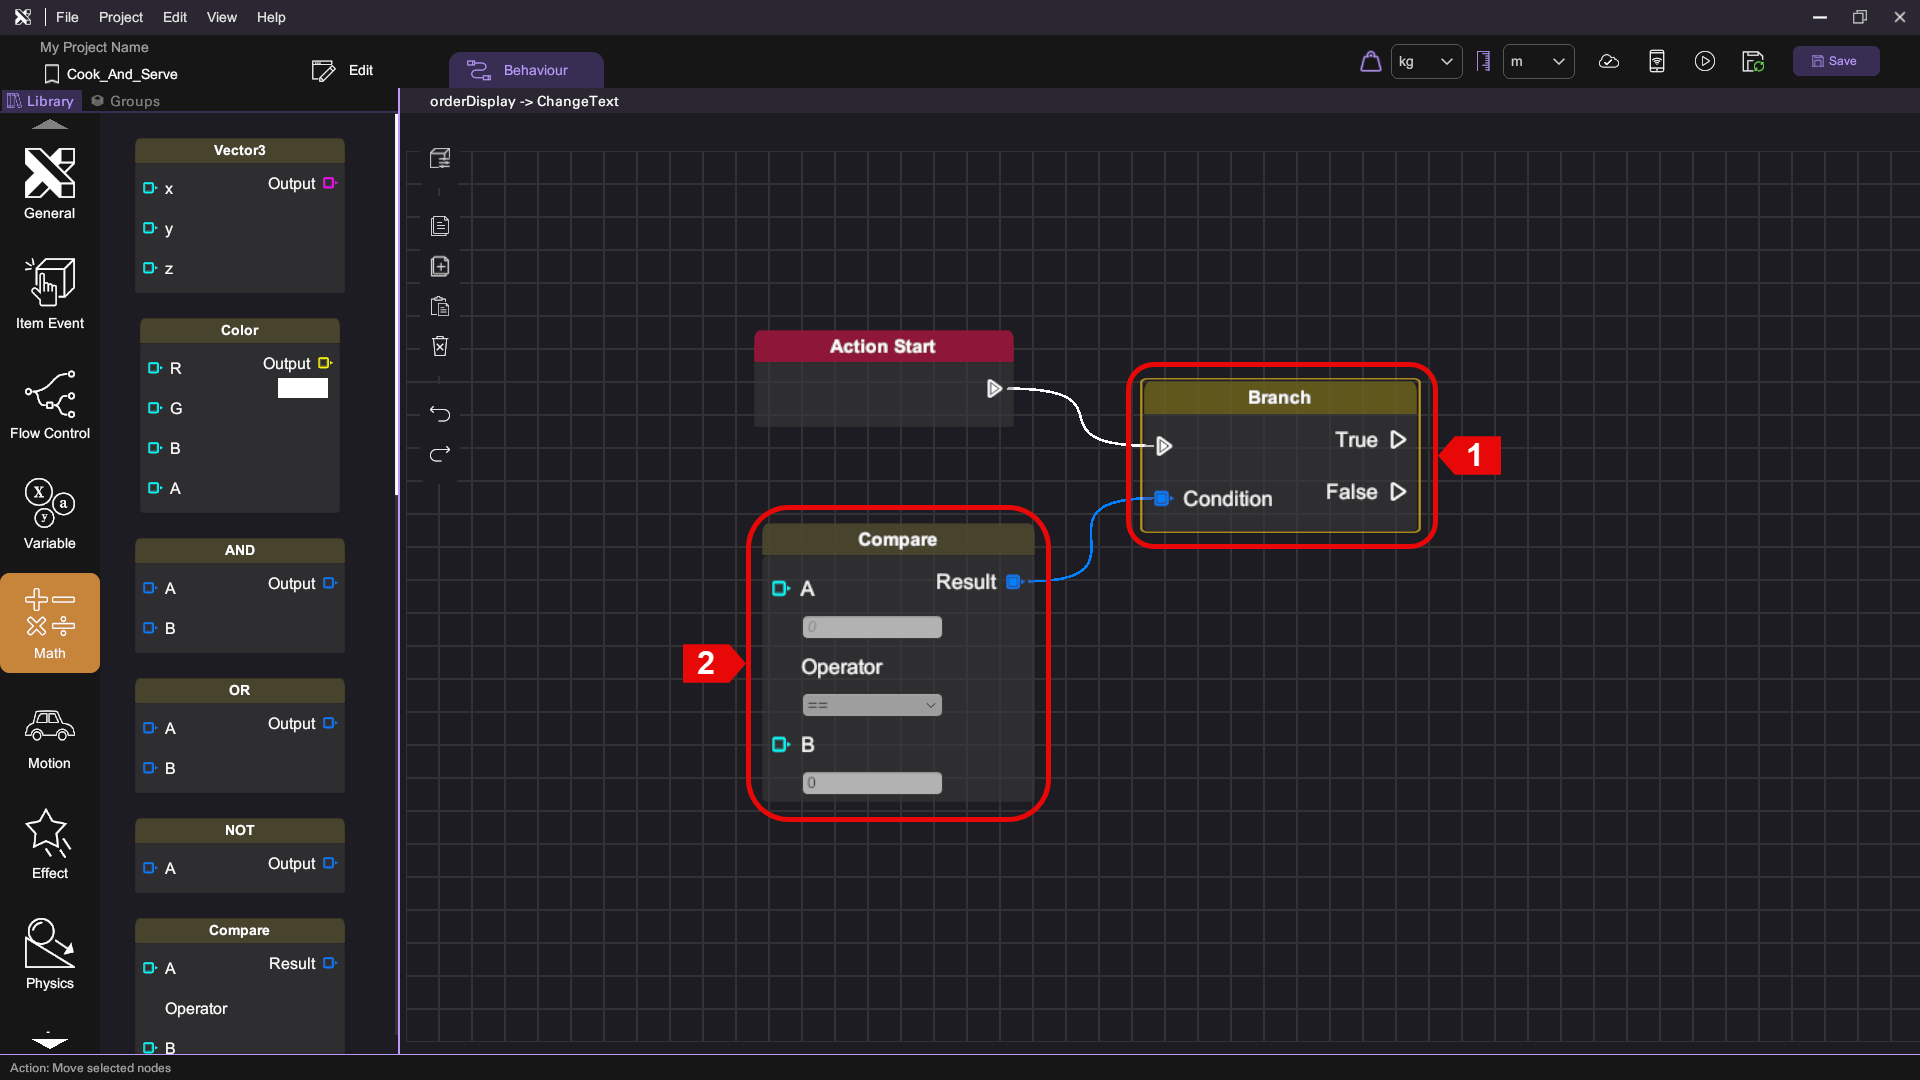 File Project Edit View Help
My Project Name
Cook_And_Serve
Edit
Behaviour
kg
m
Save
Library
Groups
orderDisplay -> ChangeText
General
Item Event
Flow Control
Variable
Math
Motion
Effect
Physics
Vector3
x Output
y
z
Color
R Output
G
B
A
AND
A Output
B
OR
A Output
B
NOT
A Output
Compare
A Result
Operator
B
Action Start
Branch
True
False
Condition
1
Compare
A Result
0
Operator
==
B
0
2
Action: Move selected nodes